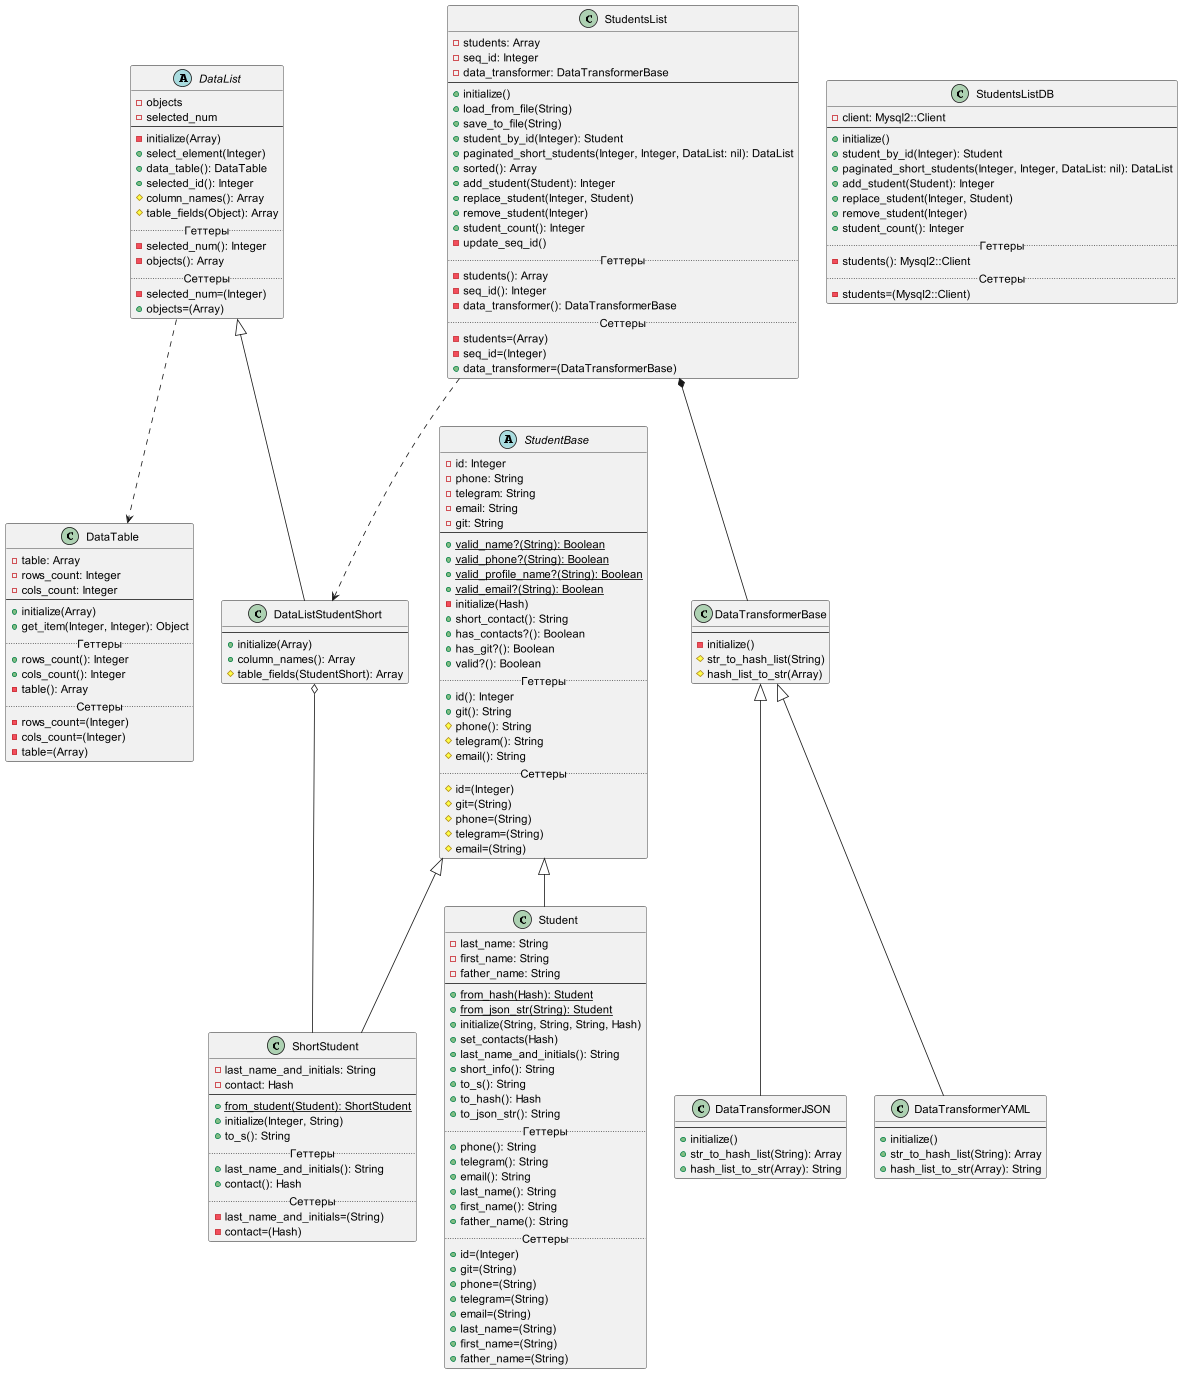 C StudentsList
students: Array
seq_id: Integer
data_transformer: DataTransformerBase
initialize()
load_from_file(String)
save_to_file(String)
student_by_id(Integer): Student
paginated_short_students(Integer, Integer, DataList: nil): DataList
sorted(): Array
add_student(Student): Integer
replace_student(Integer, Student)
remove_student(Integer)
student_count(): Integer
update_seq_id()
Геттеры
students(): Array
seq_id(): Integer
data_transformer(): DataTransformerBase
Сеттеры
students=(Array)
seq_id=(Integer)
data_transformer=(DataTransformerBase)
A DataList
objects
selected_num
initialize(Array)
select_element(Integer)
data_table(): DataTable
selected_id(): Integer
column_names(): Array
table_fields(Object): Array
Геттеры
selected_num(): Integer
objects(): Array
Сеттеры
selected_num=(Integer)
objects=(Array)
C StudentsListDB
client: Mysql2::Client
initialize()
student_by_id(Integer): Student
paginated_short_students(Integer, Integer, DataList: nil): DataList
add_student(Student): Integer
replace_student(Integer, Student)
remove_student(Integer)
student_count(): Integer
Геттеры
students(): Mysql2::Client
Сеттеры
students=(Mysql2::Client)
A StudentBase
id: Integer
phone: String
telegram: String
email: String
git: String
valid_name?(String): Boolean
valid_phone?(String): Boolean
valid_profile_name?(String): Boolean
valid_email?(String): Boolean
initialize(Hash)
short_contact(): String
has_contacts?(): Boolean
has_git?(): Boolean
valid?(): Boolean
Геттеры
id(): Integer
git(): String
phone(): String
telegram(): String
email(): String
Сеттеры
id=(Integer)
git=(String)
phone=(String)
telegram=(String)
email=(String)
C DataTable
table: Array
rows_count: Integer
cols_count: Integer
initialize(Array)
get_item(Integer, Integer): Object
Геттеры
rows_count(): Integer
cols_count(): Integer
table(): Array
Сеттеры
rows_count=(Integer)
cols_count=(Integer)
table=(Array)
C DataListStudentShort
initialize(Array)
column_names(): Array
table_fields(StudentShort): Array
C DataTransformerBase
initialize()
str_to_hash_list(String)
hash_list_to_str(Array)
C Student
last_name: String
first_name: String
father_name: String
from_hash(Hash): Student
from_json_str(String): Student
initialize(String, String, String, Hash)
set_contacts(Hash)
last_name_and_initials(): String
short_info(): String
to_s(): String
to_hash(): Hash
to_json_str(): String
Геттеры
phone(): String
telegram(): String
email(): String
last_name(): String
first_name(): String
father_name(): String
Сеттеры
id=(Integer)
git=(String)
phone=(String)
telegram=(String)
email=(String)
last_name=(String)
first_name=(String)
father_name=(String)
C ShortStudent
last_name_and_initials: String
contact: Hash
from_student(Student): ShortStudent
initialize(Integer, String)
to_s(): String
Геттеры
last_name_and_initials(): String
contact(): Hash
Сеттеры
last_name_and_initials=(String)
contact=(Hash)
C DataTransformerJSON
initialize()
str_to_hash_list(String): Array
hash_list_to_str(Array): String
C DataTransformerYAML
initialize()
str_to_hash_list(String): Array
hash_list_to_str(Array): String